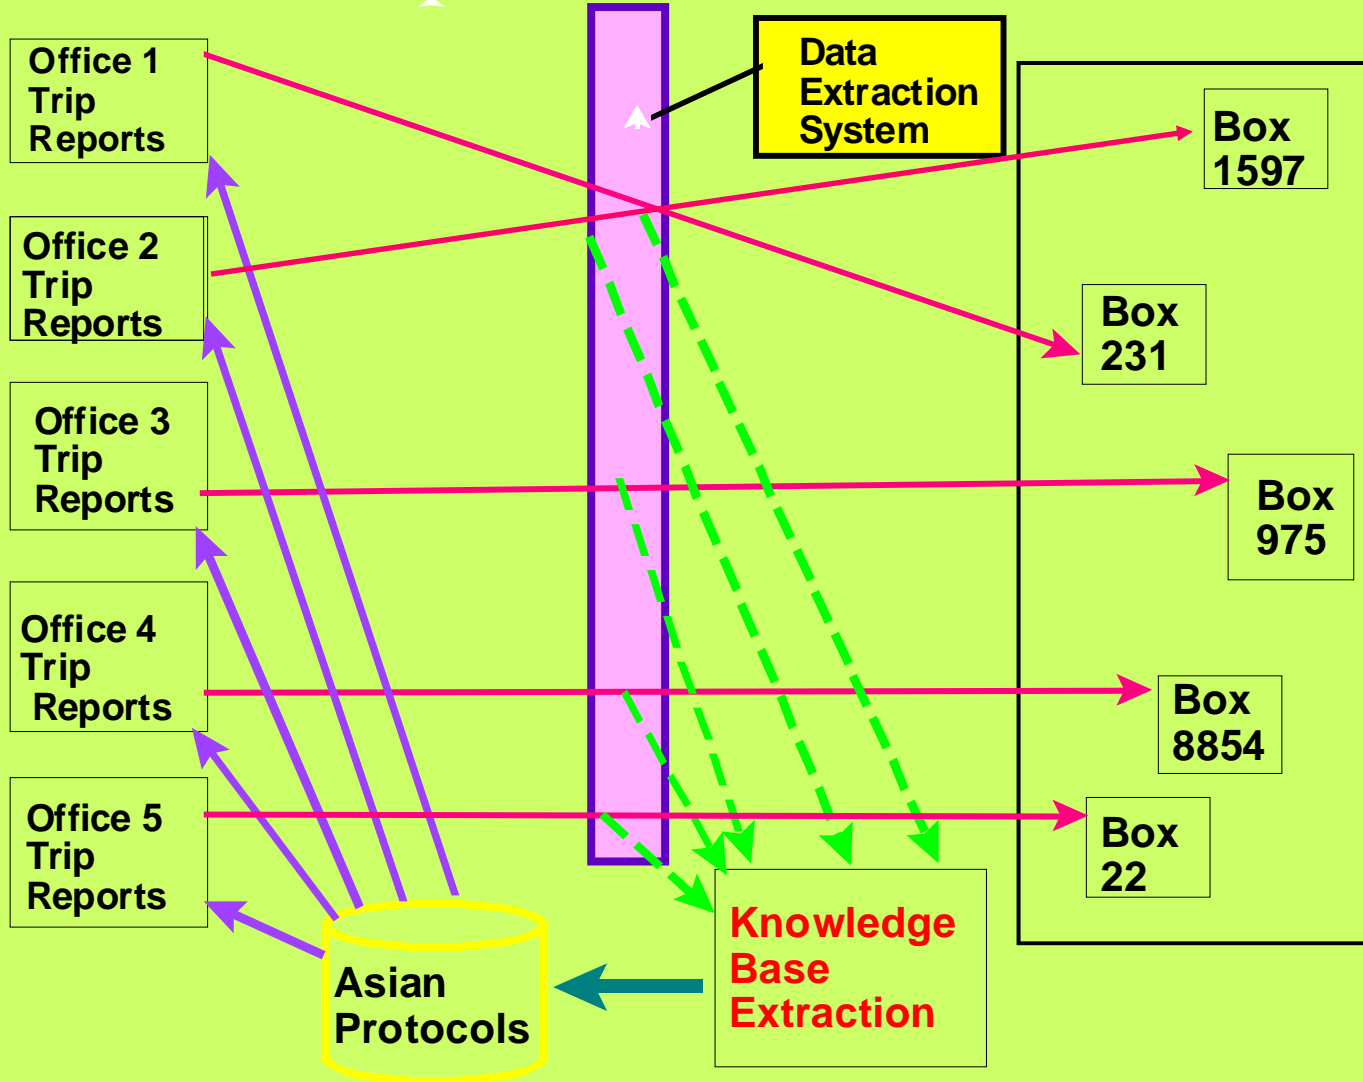 Office 1
Trip
Reports
Office 2
Trip
Reports
Office 3
Trip
Reports
Office 4
Trip
Reports
Office 5
Trip
Reports
Data
Extraction
System
Box
1597
Box
231
Box
975
Box
8854
Box
22
Knowledge
Base
Extraction
Asian
Protocols